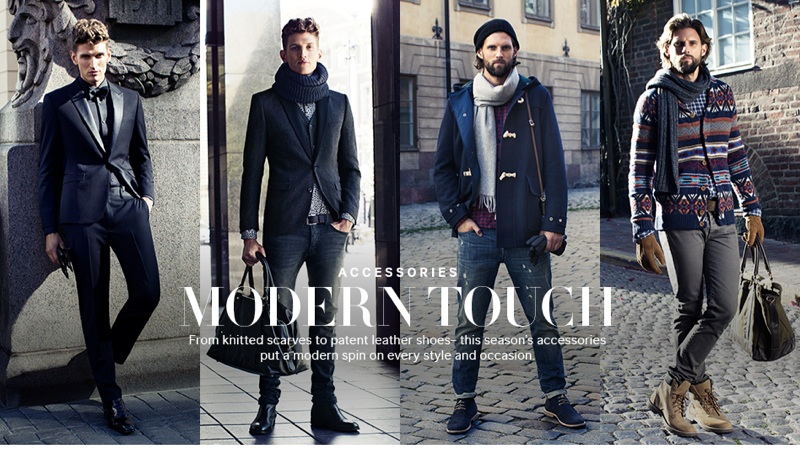 ACCESSORIES
MODERN TOUCH
From knitted scarves to patent leather shoes– this season's accessories
put a modern spin on every style and occasion.